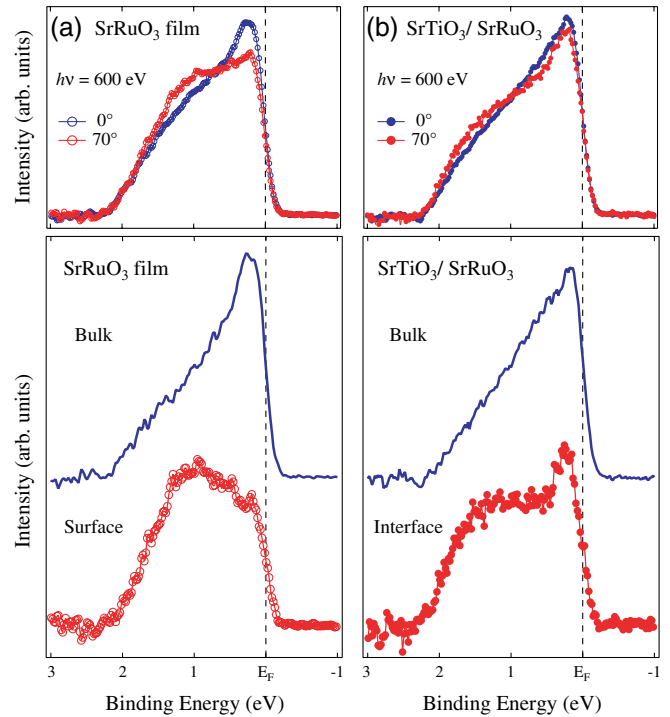 (a) SrRuO₃ film
hν = 600 eV
0°
70°
Intensity (arb. units)
(b) SrTiO₃/ SrRuO₃
hν = 600 eV
0°
70°
SrRuO₃ film
Bulk
Surface
Intensity (arb. units)
3 2 1 E_F -1
Binding Energy (eV)
SrTiO₃/ SrRuO₃
Bulk
Interface
3 2 1 E_F -1
Binding Energy (eV)